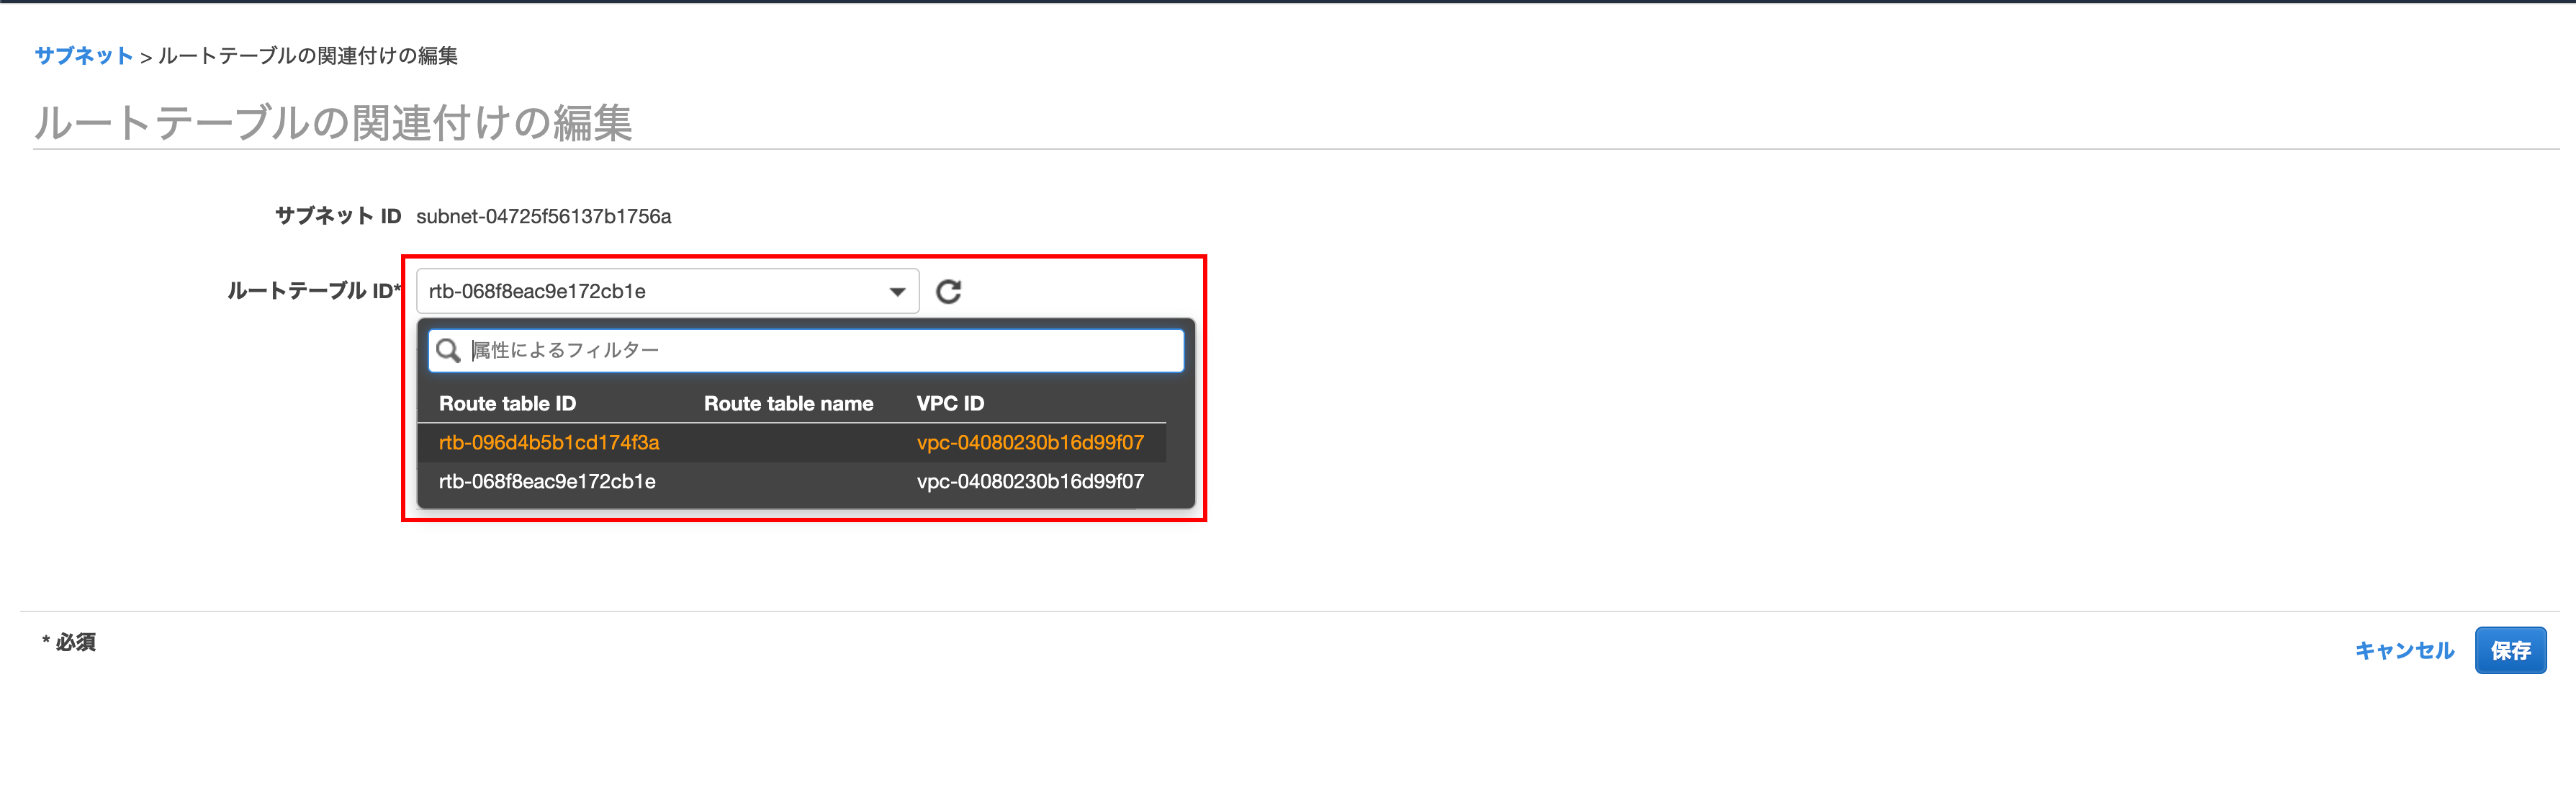 サブネット > ルートテーブルの関連付けの編集
ルートテーブルの関連付けの編集
サブネット ID subnet-04725f56137b1756a
ルートテーブル ID* rtb-068f8eac9e172cb1e
属性によるフィルター
Route table ID Route table name VPC ID
rtb-096d4b5b1cd174f3a vpc-04080230b16d99f07
rtb-068f8eac9e172cb1e vpc-04080230b16d99f07
* 必須
キャンセル 保存